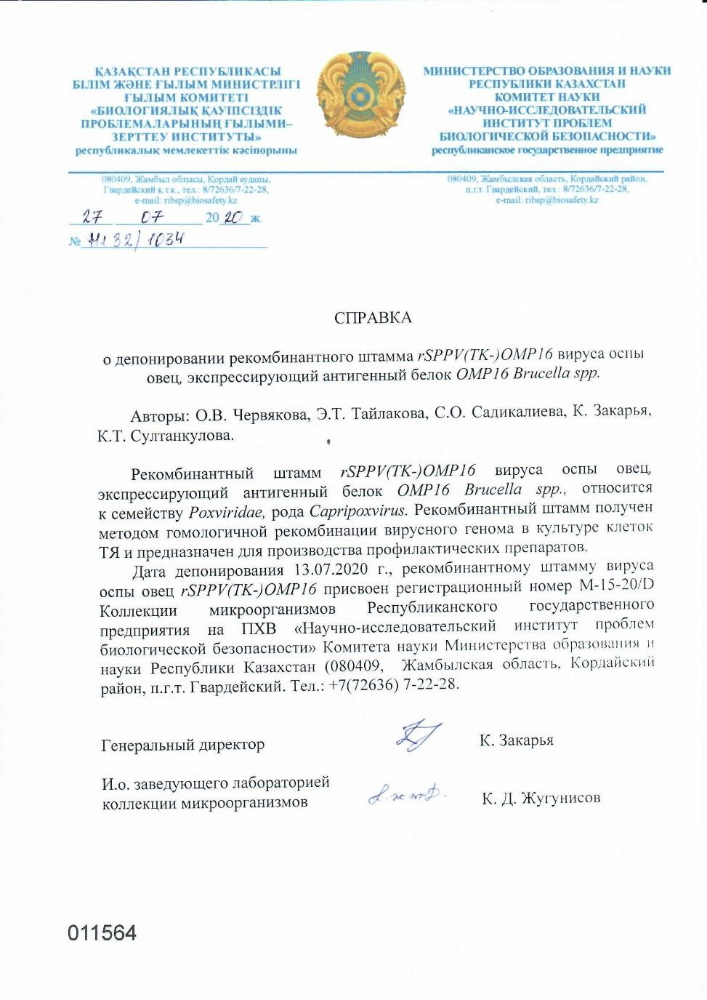 ҚАЗАҚСТАН РЕСПУБЛИКАСЫ
БІЛІМ ЖӘНЕ ҒЫЛЫМ МИНИСТРЛІГІ
ҒЫЛЫМ КОМИТЕТІ
«БИОЛОГИЯЛЫҚ ҚАУІПСІЗДІК
ПРОБЛЕМАЛАРЫНЫҢ ҒЫЛЫМИ–
ЗЕРТТЕУ ИНСТИТУТЫ»
республикалық мемлекеттік кәсіпорыны
МИНИСТЕРСТВО ОБРАЗОВАНИЯ И НАУКИ
РЕСПУБЛИКИ КАЗАХСТАН
КОМИТЕТ НАУКИ
«НАУЧНО-ИССЛЕДОВАТЕЛЬСКИЙ
ИНСТИТУТ ПРОБЛЕМ
БИОЛОГИЧЕСКОЙ БЕЗОПАСНОСТИ»
республиканское государственное предприятие
080409, Жамбыл облысы, Қордай ауданы,
Гвардейский к.т.к., тел.: 8/72636/7-22-28,
e-mail: ribsp@biosafety.kz
080409, Жамбылская область, Кордайский район,
п.г.т. Гвардейский, тел.: 8/72636/7-22-28,
e-mail: ribsp@biosafety.kz
27 07 2020 ж.
№ 32/1034
СПРАВКА
о депонировании рекомбинантного штамма rSPPV(TK-)OMP16 вируса оспы
овец, экспрессирующий антигенный белок OMP16 Brucella spp.
Авторы: О.В. Червякова, Э.Т. Тайлакова, С.О. Садикалиева, К. Закарья,
К.Т. Султанкулова.
Рекомбинантный штамм rSPPV(TK-)OMP16 вируса оспы овец,
экспрессирующий антигенный белок OMP16 Brucella spp., относится
к семейству Poxviridae, рода Capripoxvirus. Рекомбинантный штамм получен
методом гомологичной рекомбинации вирусного генома в культуре клеток
ТЯ и предназначен для производства профилактических препаратов.
Дата депонирования 13.07.2020 г., рекомбинантному штамму вируса
оспы овец rSPPV(TK-)OMP16 присвоен регистрационный номер М-15-20/D
Коллекции микроорганизмов Республиканского государственного
предприятия на ПХВ «Научно-исследовательский институт проблем
биологической безопасности» Комитета науки Министерства образования и
науки Республики Казахстан (080409, Жамбылская область, Кордайский
район, п.г.т. Гвардейский. Тел.: +7(72636) 7-22-28.
Генеральный директор К. Закарья
И.о. заведующего лабораторией
коллекции микроорганизмов К. Д. Жугунисов
011564